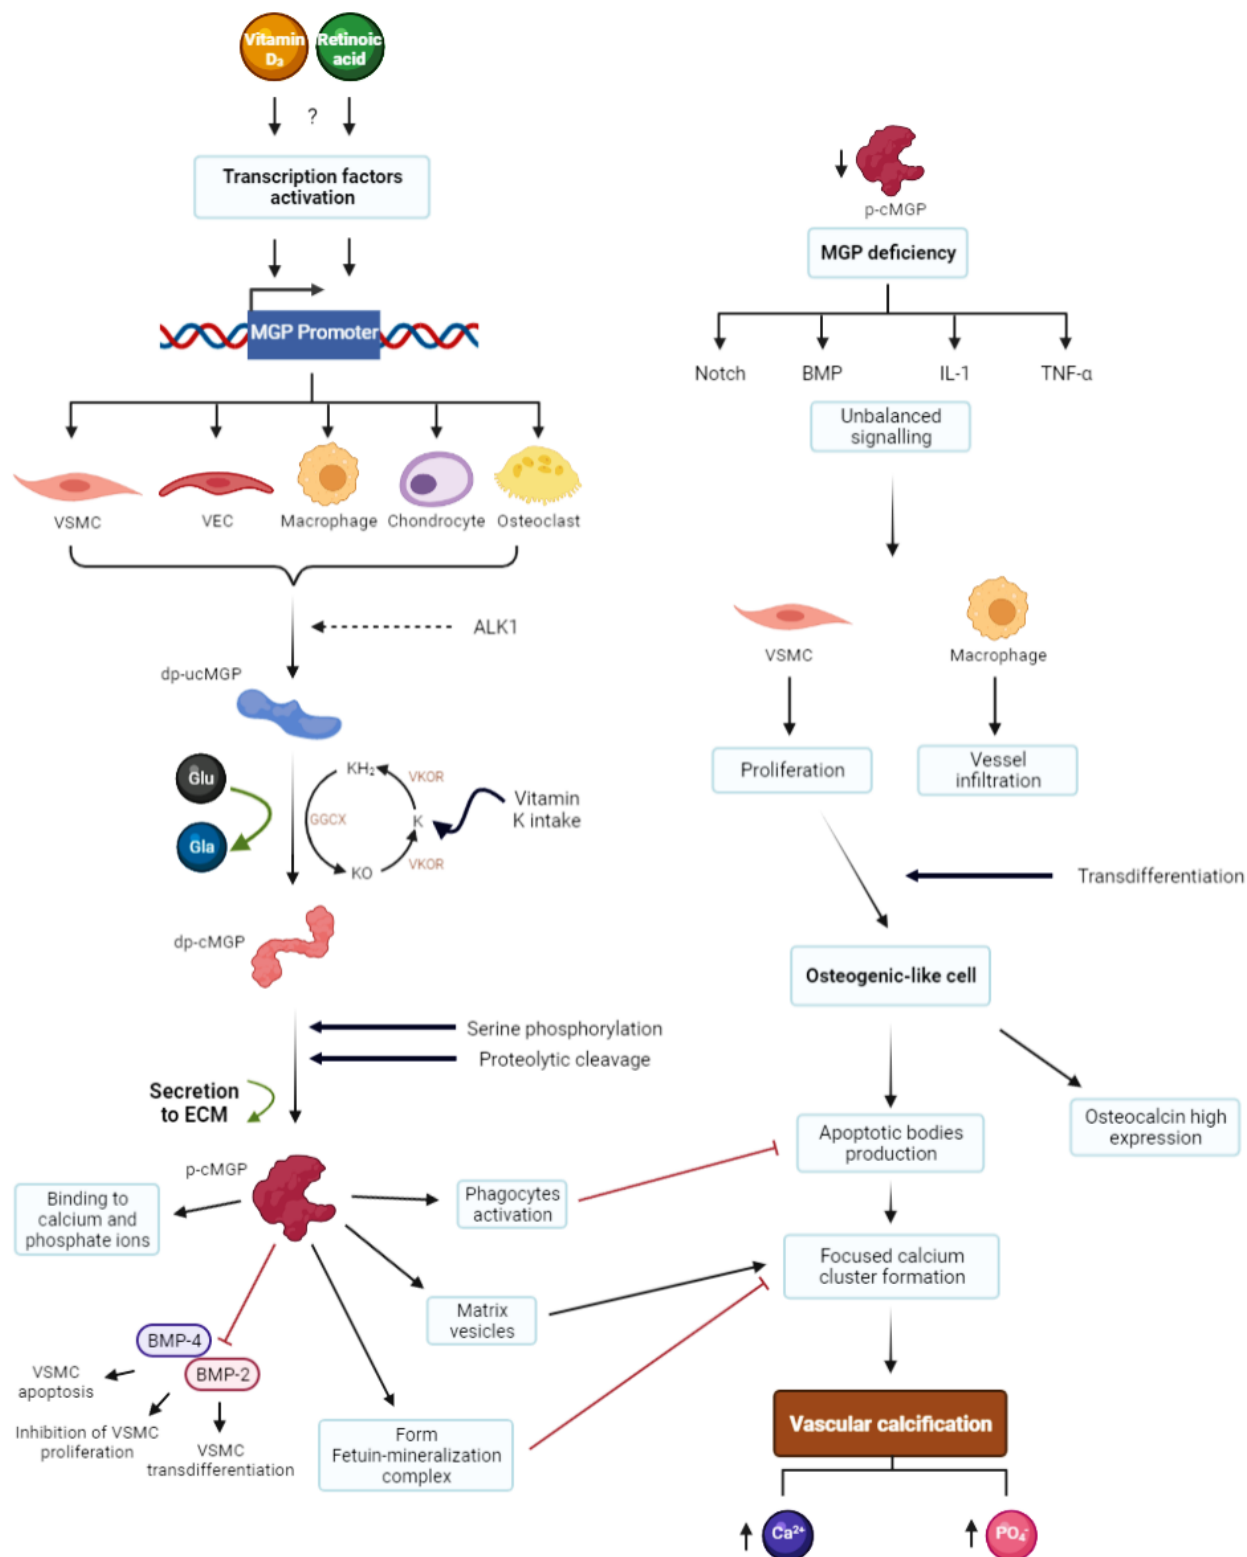 Vitamin
D₃
Retinoic
acid
?
Transcription factors
activation
MGP Promoter
VSMC
VEC
Macrophage
Chondrocyte
Osteoclast
ALK1
dp-ucMGP
Glu
Gla
KH₂
VKOR
GGCX
K
KO
VKOR
Vitamin
K intake
dp-cMGP
Serine phosphorylation
Proteolytic cleavage
Secretion
to ECM
p-cMGP
Binding to
calcium and
phosphate ions
Phagocytes
activation
Matrix
vesicles
BMP-4
BMP-2
VSMC
apoptosis
Inhibition of VSMC
proliferation
VSMC
transdifferentiation
Form
Fetuin-mineralization
complex
p-cMGP
MGP deficiency
Notch
BMP
IL-1
TNF-α
Unbalanced
signalling
VSMC
Macrophage
Proliferation
Vessel
infiltration
Transdifferentiation
Osteogenic-like cell
Apoptotic bodies
production
Osteocalcin high
expression
Focused calcium
cluster formation
Vascular calcification
Ca²⁺
PO₄⁻